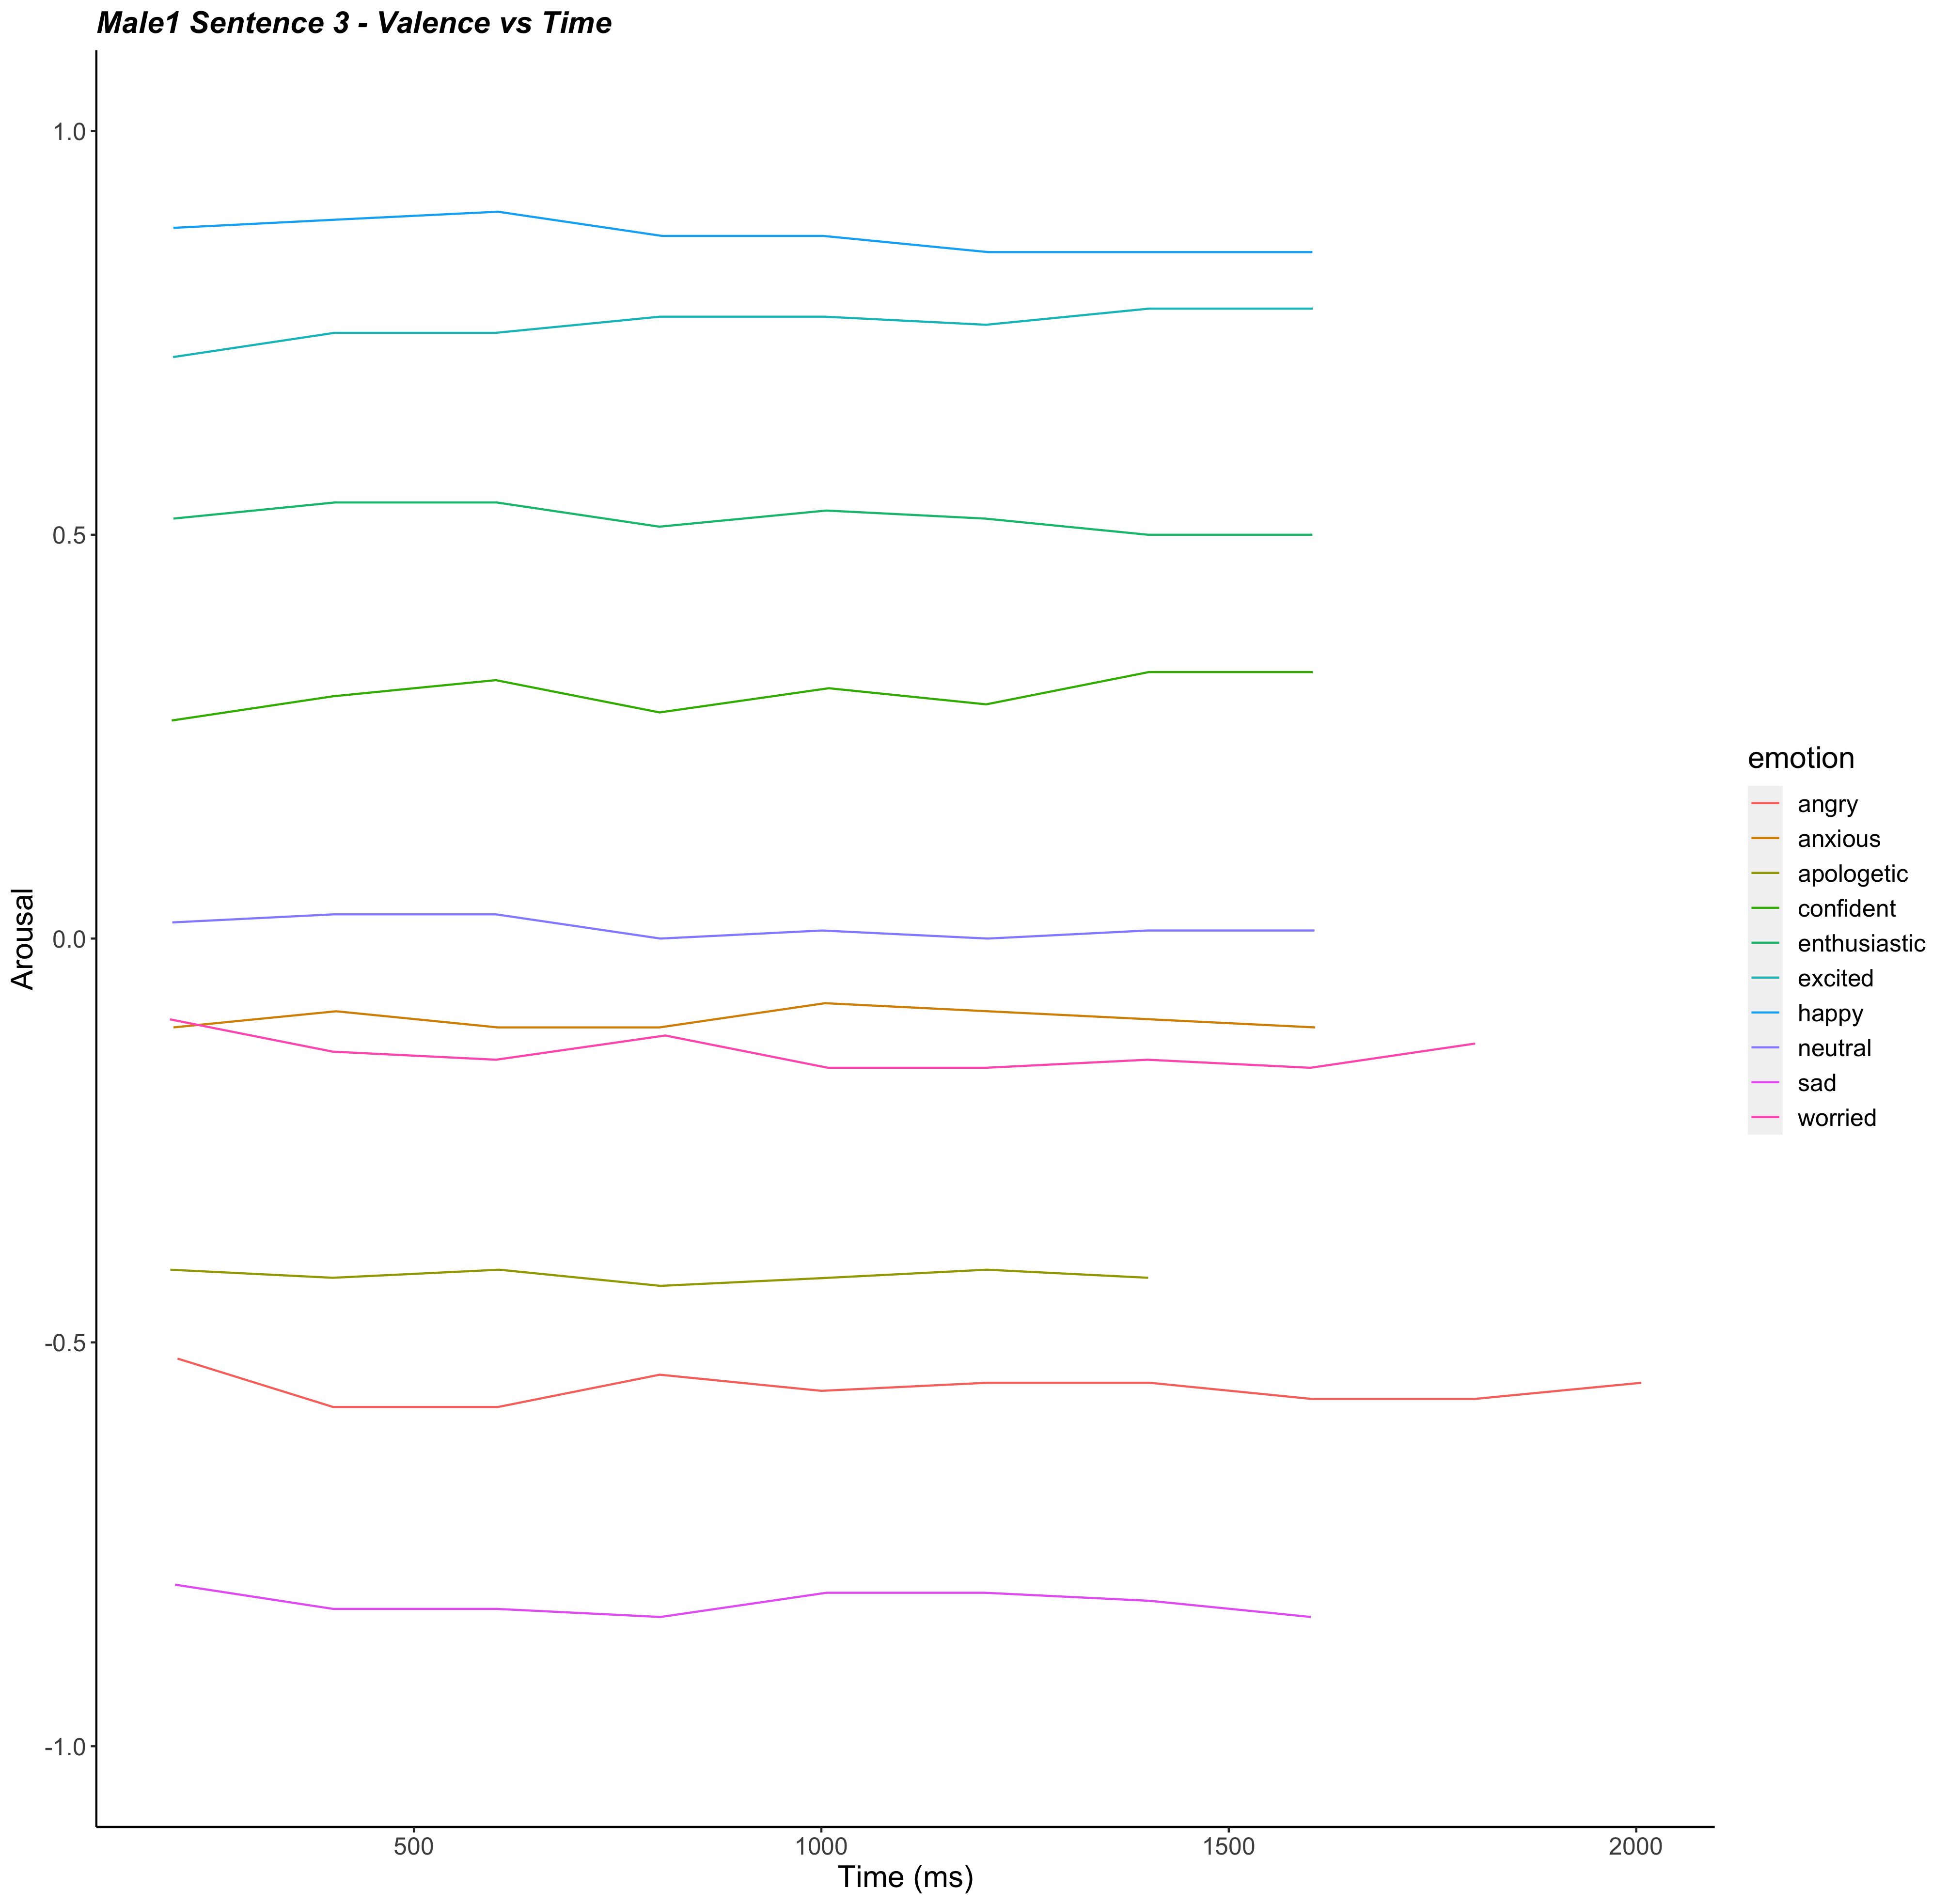 Male1 Sentence 3 - Valence vs Time
1.0
0.5
0.0
-0.5
-1.0
Arousal
500 1000 1500 2000
Time (ms)
emotion
angry
anxious
apologetic
confident
enthusiastic
excited
happy
neutral
sad
worried